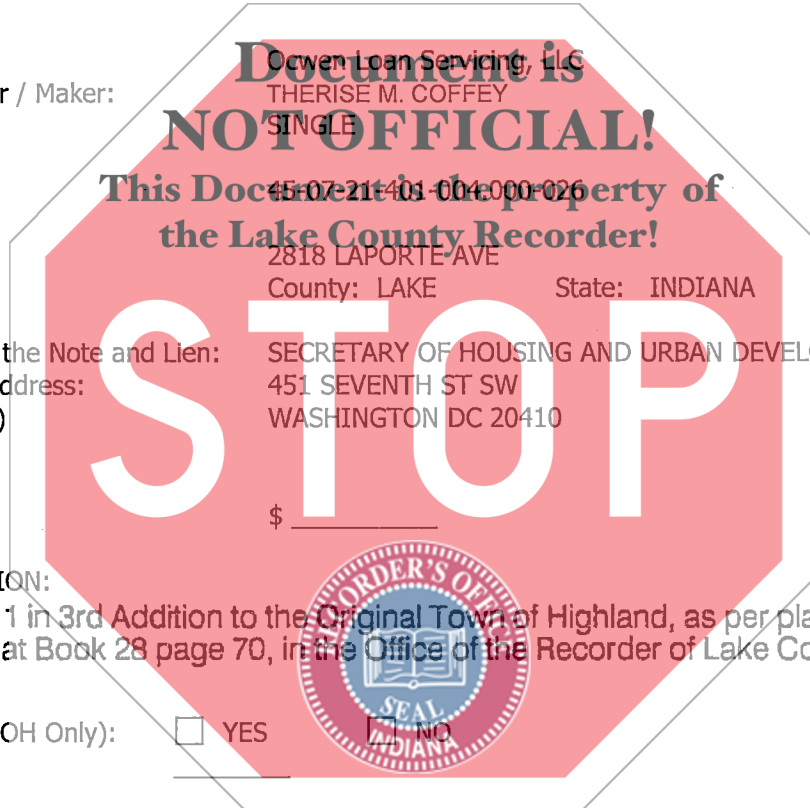 Document is
Ocwen Loan Servicing, LLC
r / Maker: THERISE M. COFFEY
NOT OFFICIAL!
SINGLE
This Document is the property of
45-07-21-401-004.000-026
the Lake County Recorder!
2818 LAPORTE AVE
County: LAKE State: INDIANA
the Note and Lien: SECRETARY OF HOUSING AND URBAN DEVEL
ddress: 451 SEVENTH ST SW
) WASHINGTON DC 20410
STOP
$
ION:
1 in 3rd Addition to the Original Town of Highland, as per pla
at Book 28 page 70, in the Office of the Recorder of Lake Co
RECORDER'S OFFICE
SEAL
INDIANA
OH Only): YES NO